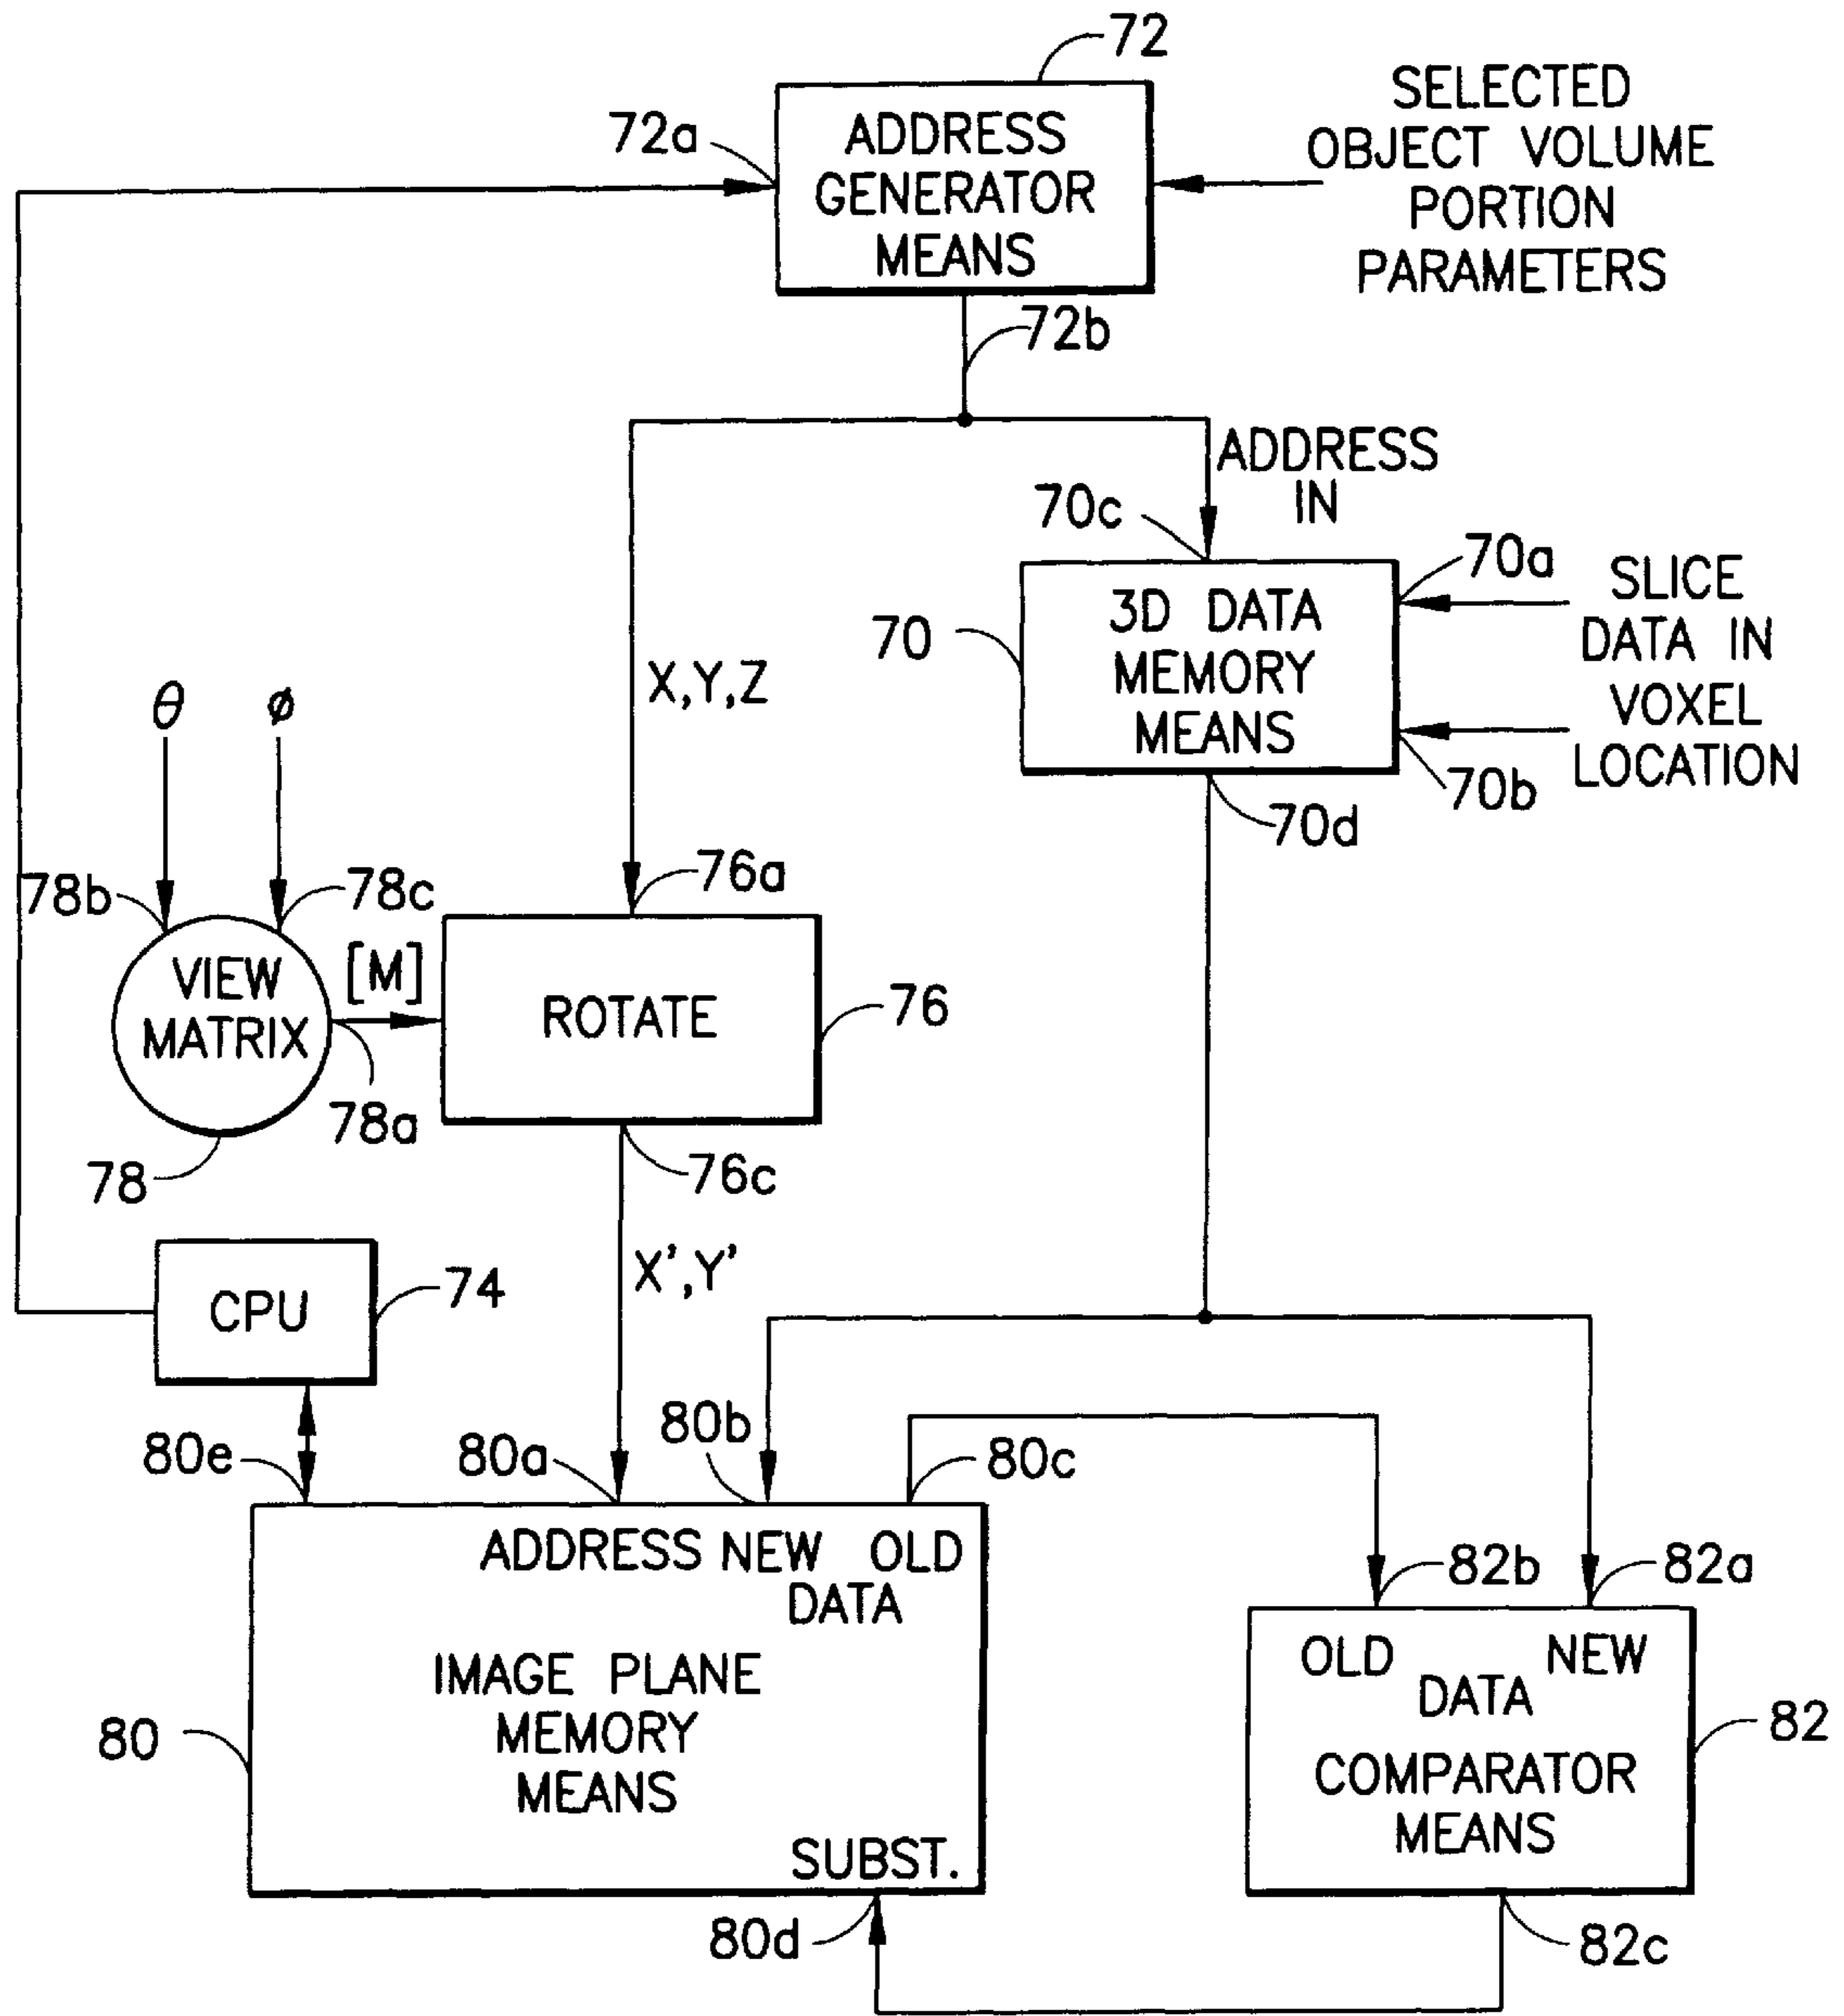 72
SELECTED
OBJECT VOLUME
PORTION
PARAMETERS
72a
ADDRESS
GENERATOR
MEANS
72b
ADDRESS
IN
70c
70a
SLICE
DATA IN
VOXEL
LOCATION
70
3D DATA
MEMORY
MEANS
70b
70d
X,Y,Z
θ
ϕ
78b
78c
76a
VIEW
MATRIX
[M]
ROTATE
76
78a
78
76c
X',Y'
CPU
74
80e
80a
80b
80c
ADDRESS NEW OLD
DATA
82b
82a
IMAGE PLANE
MEMORY
MEANS
80
OLD NEW
DATA
COMPARATOR
MEANS
82
SUBST.
80d
82c